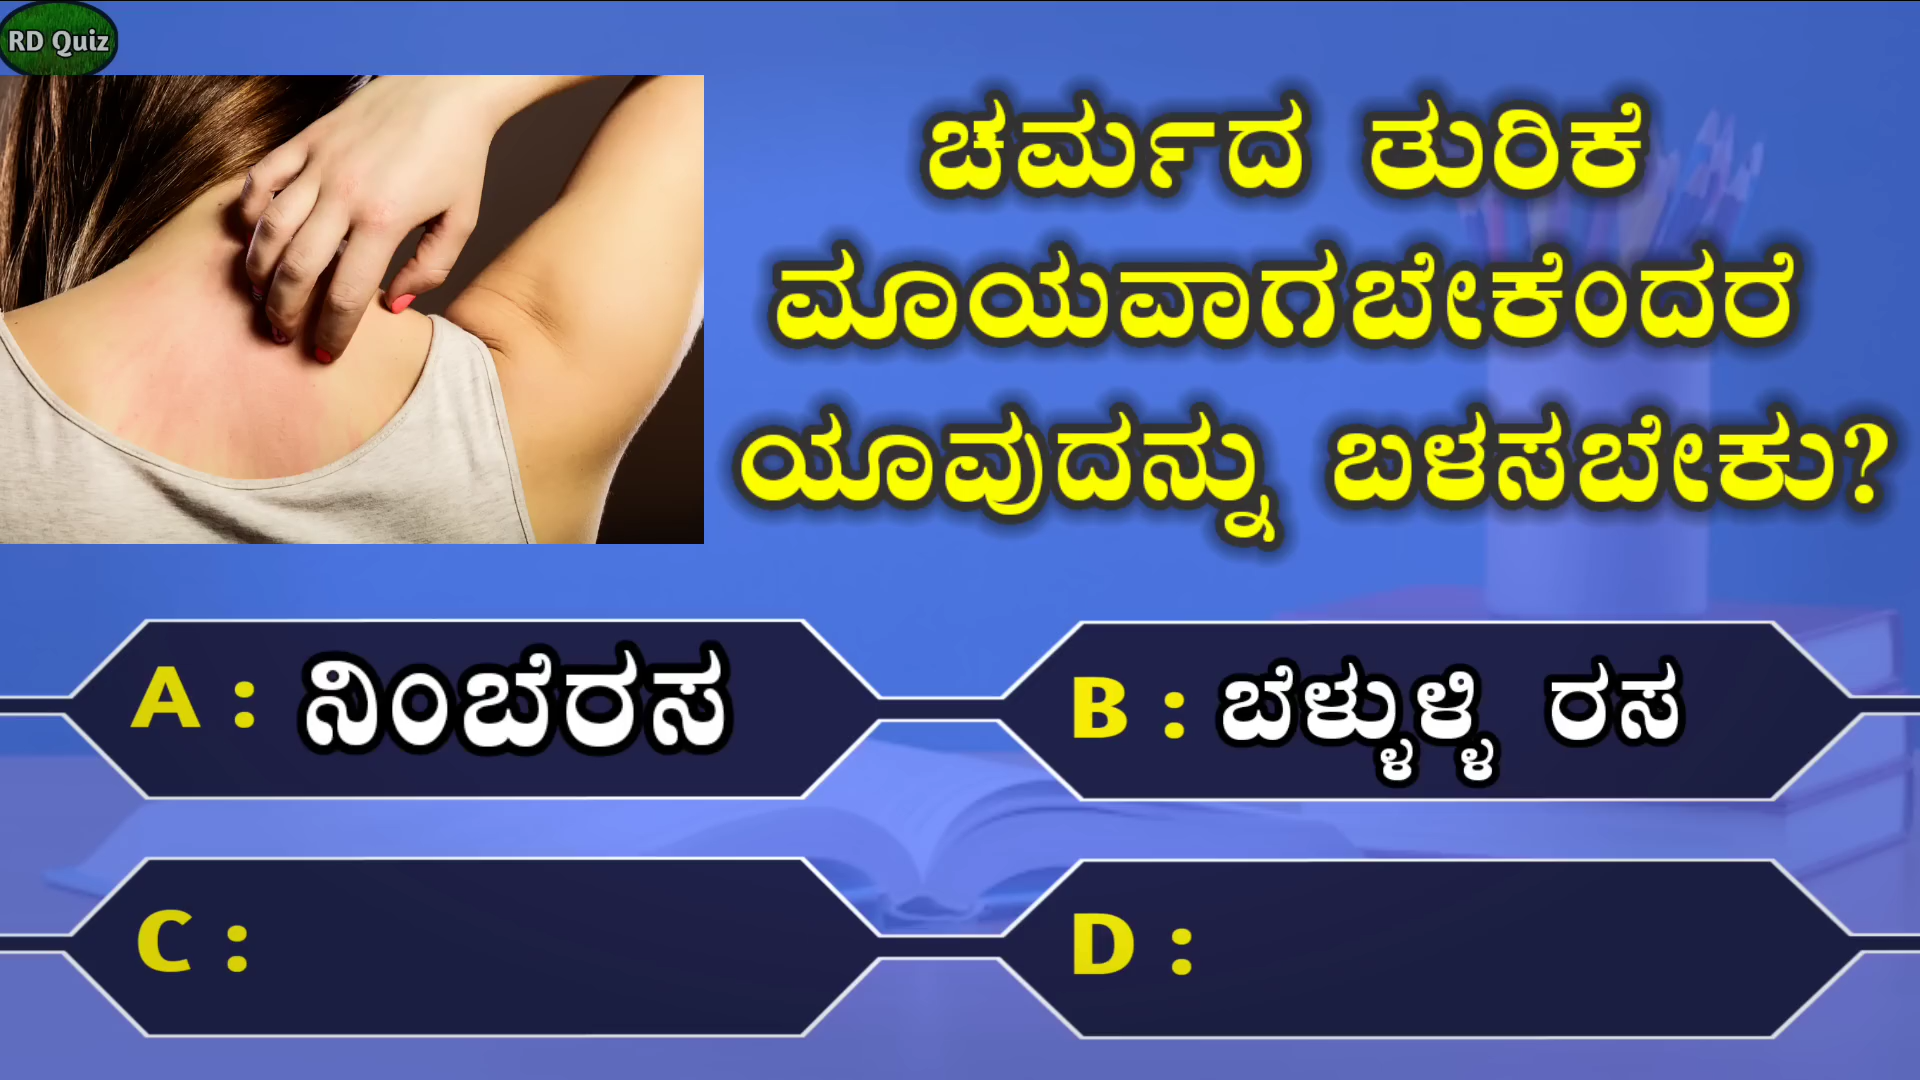 RD Quiz
ಚರ್ಮದ ತುರಿಕೆ
ಮಾಯವಾಗಬೇಕೆಂದರೆ
ಯಾವುದನ್ನು ಬಳಸಬೇಕು?
A : ನಿಂಬೆರಸ
B : ಬೆಳ್ಳುಳ್ಳಿ ರಸ
C :
D :